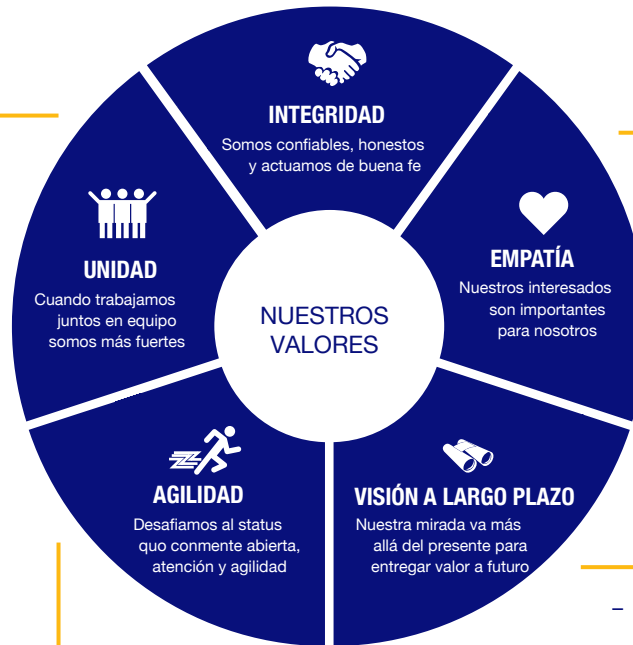 INTEGRIDAD
Somos confiables, honestos
y actuamos de buena fe
EMPATÍA
Nuestros interesados
son importantes
para nosotros
VISIÓN A LARGO PLAZO
Nuestra mirada va más
allá del presente para
entregar valor a futuro
AGILIDAD
Desafiamos al status
quo conmente abierta,
atención y agilidad
UNIDAD
Cuando trabajamos
juntos en equipo
somos más fuertes
NUESTROS
VALORES